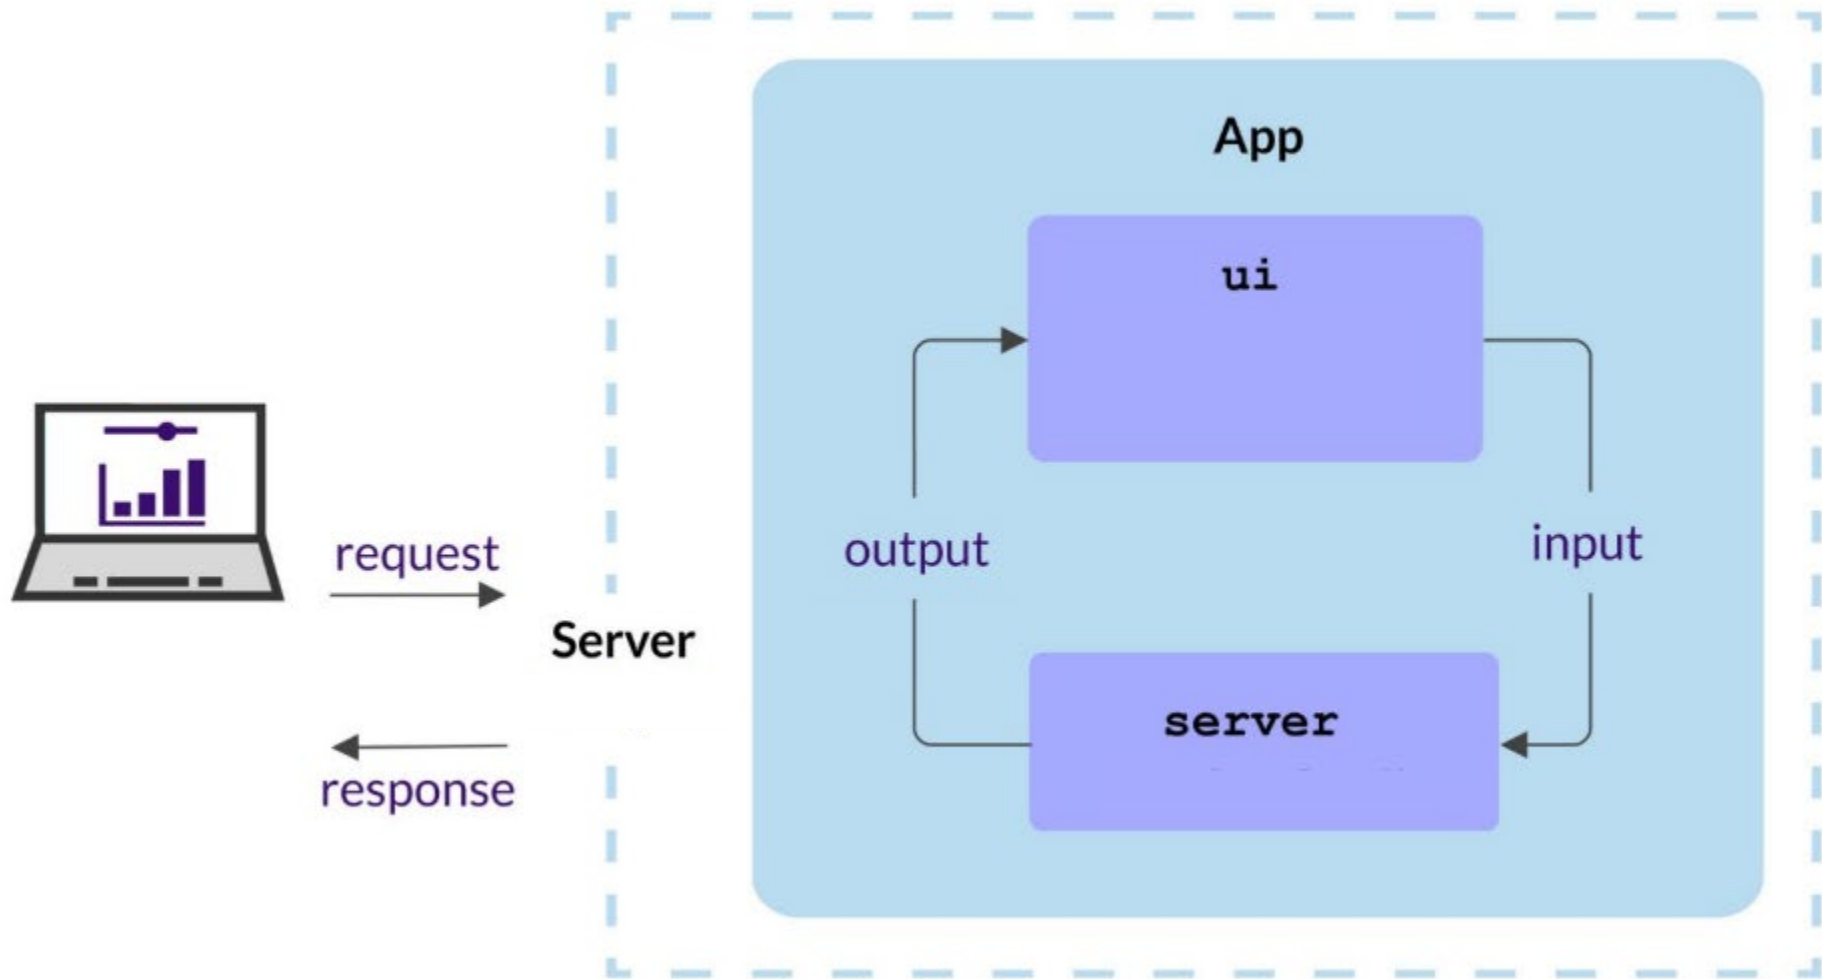 App
ui
request
output
input
Server
server
response